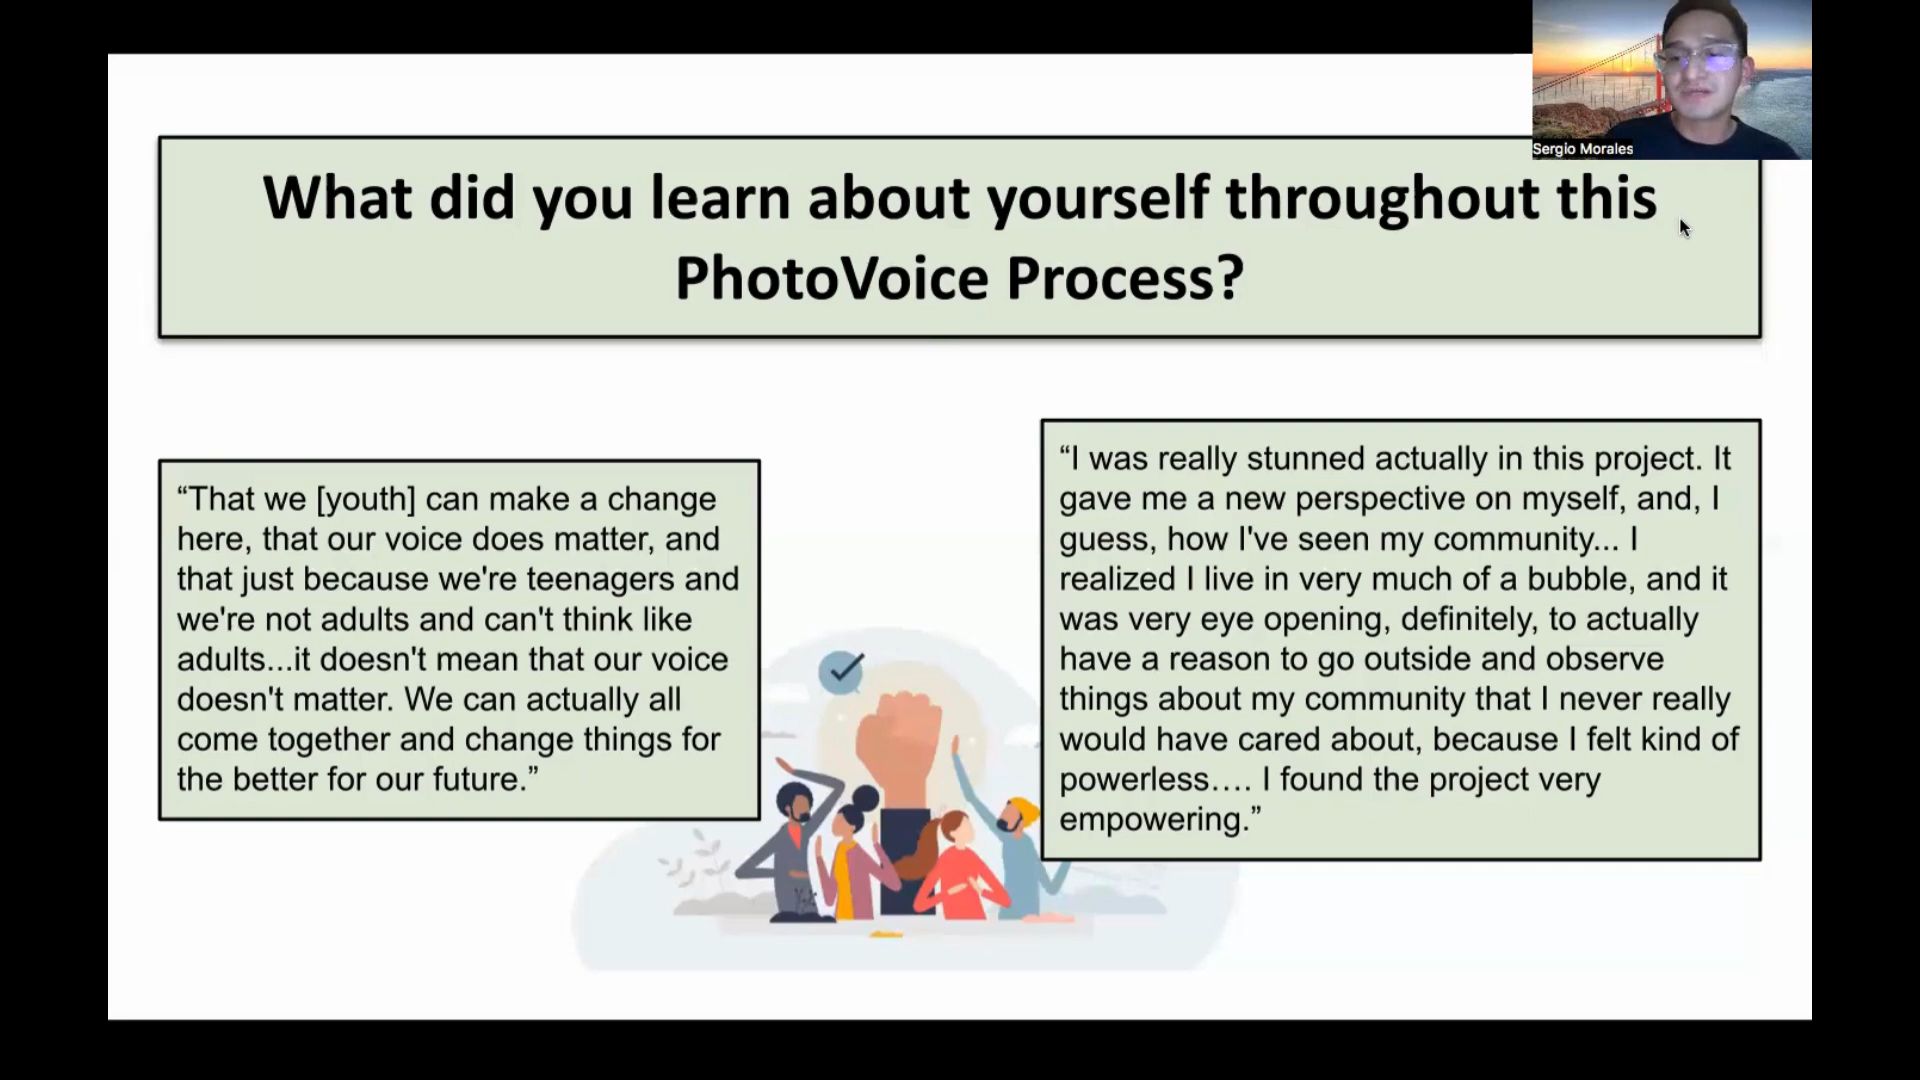 Sergio Morales
What did you learn about yourself throughout this
PhotoVoice Process?
“That we [youth] can make a change
here, that our voice does matter, and
that just because we're teenagers and
we're not adults and can't think like
adults...it doesn't mean that our voice
doesn't matter. We can actually all
come together and change things for
the better for our future.”
“I was really stunned actually in this project. It
gave me a new perspective on myself, and, I
guess, how I've seen my community... I
realized I live in very much of a bubble, and it
was very eye opening, definitely, to actually
have a reason to go outside and observe
things about my community that I never really
would have cared about, because I felt kind of
powerless…. I found the project very
empowering.”